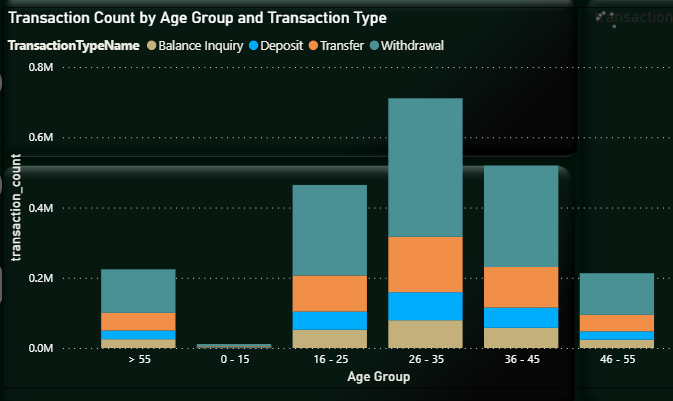 Transaction Count by Age Group and Transaction Type
Transaction
TransactionTypeName Balance Inquiry Deposit Transfer Withdrawal
0.8M
0.6M
0.4M
0.2M
0.0M
transaction_count
> 55 0 - 15 16 - 25 26 - 35 36 - 45 46 - 55
Age Group